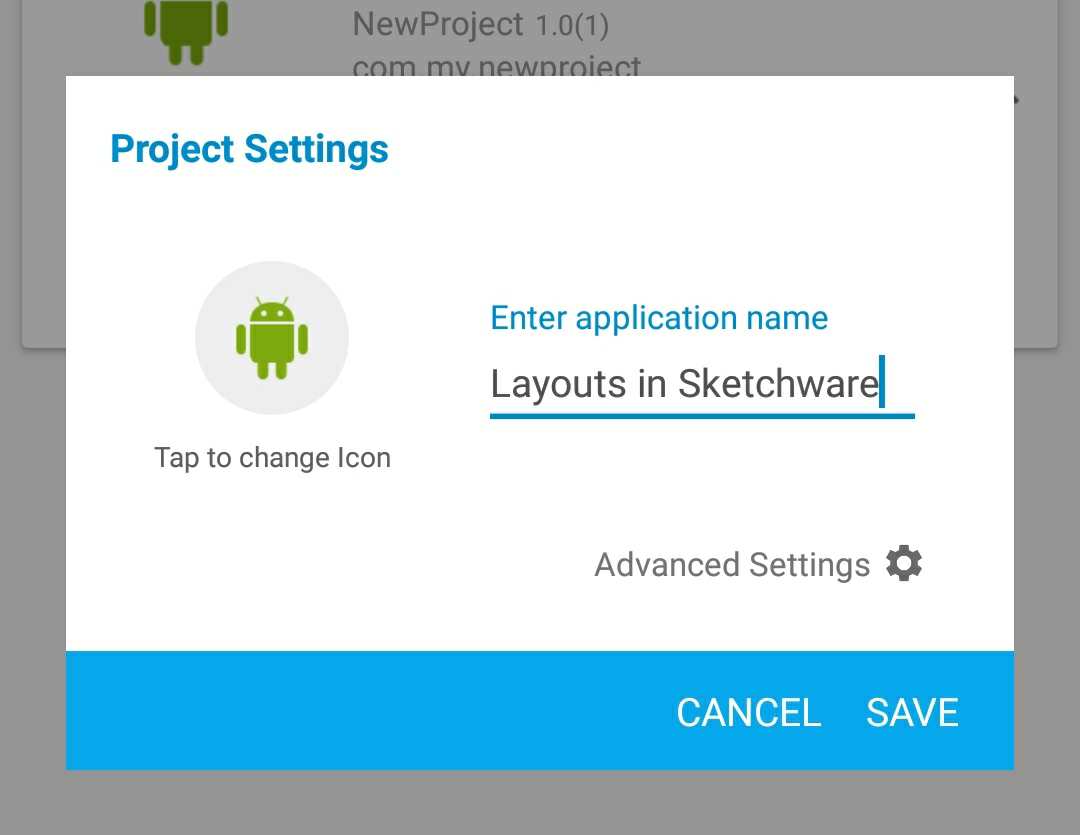 NewProject 1.0(1)
com.my.newproject
Project Settings
Enter application name
Layouts in Sketchware
Tap to change Icon
Advanced Settings
CANCEL SAVE